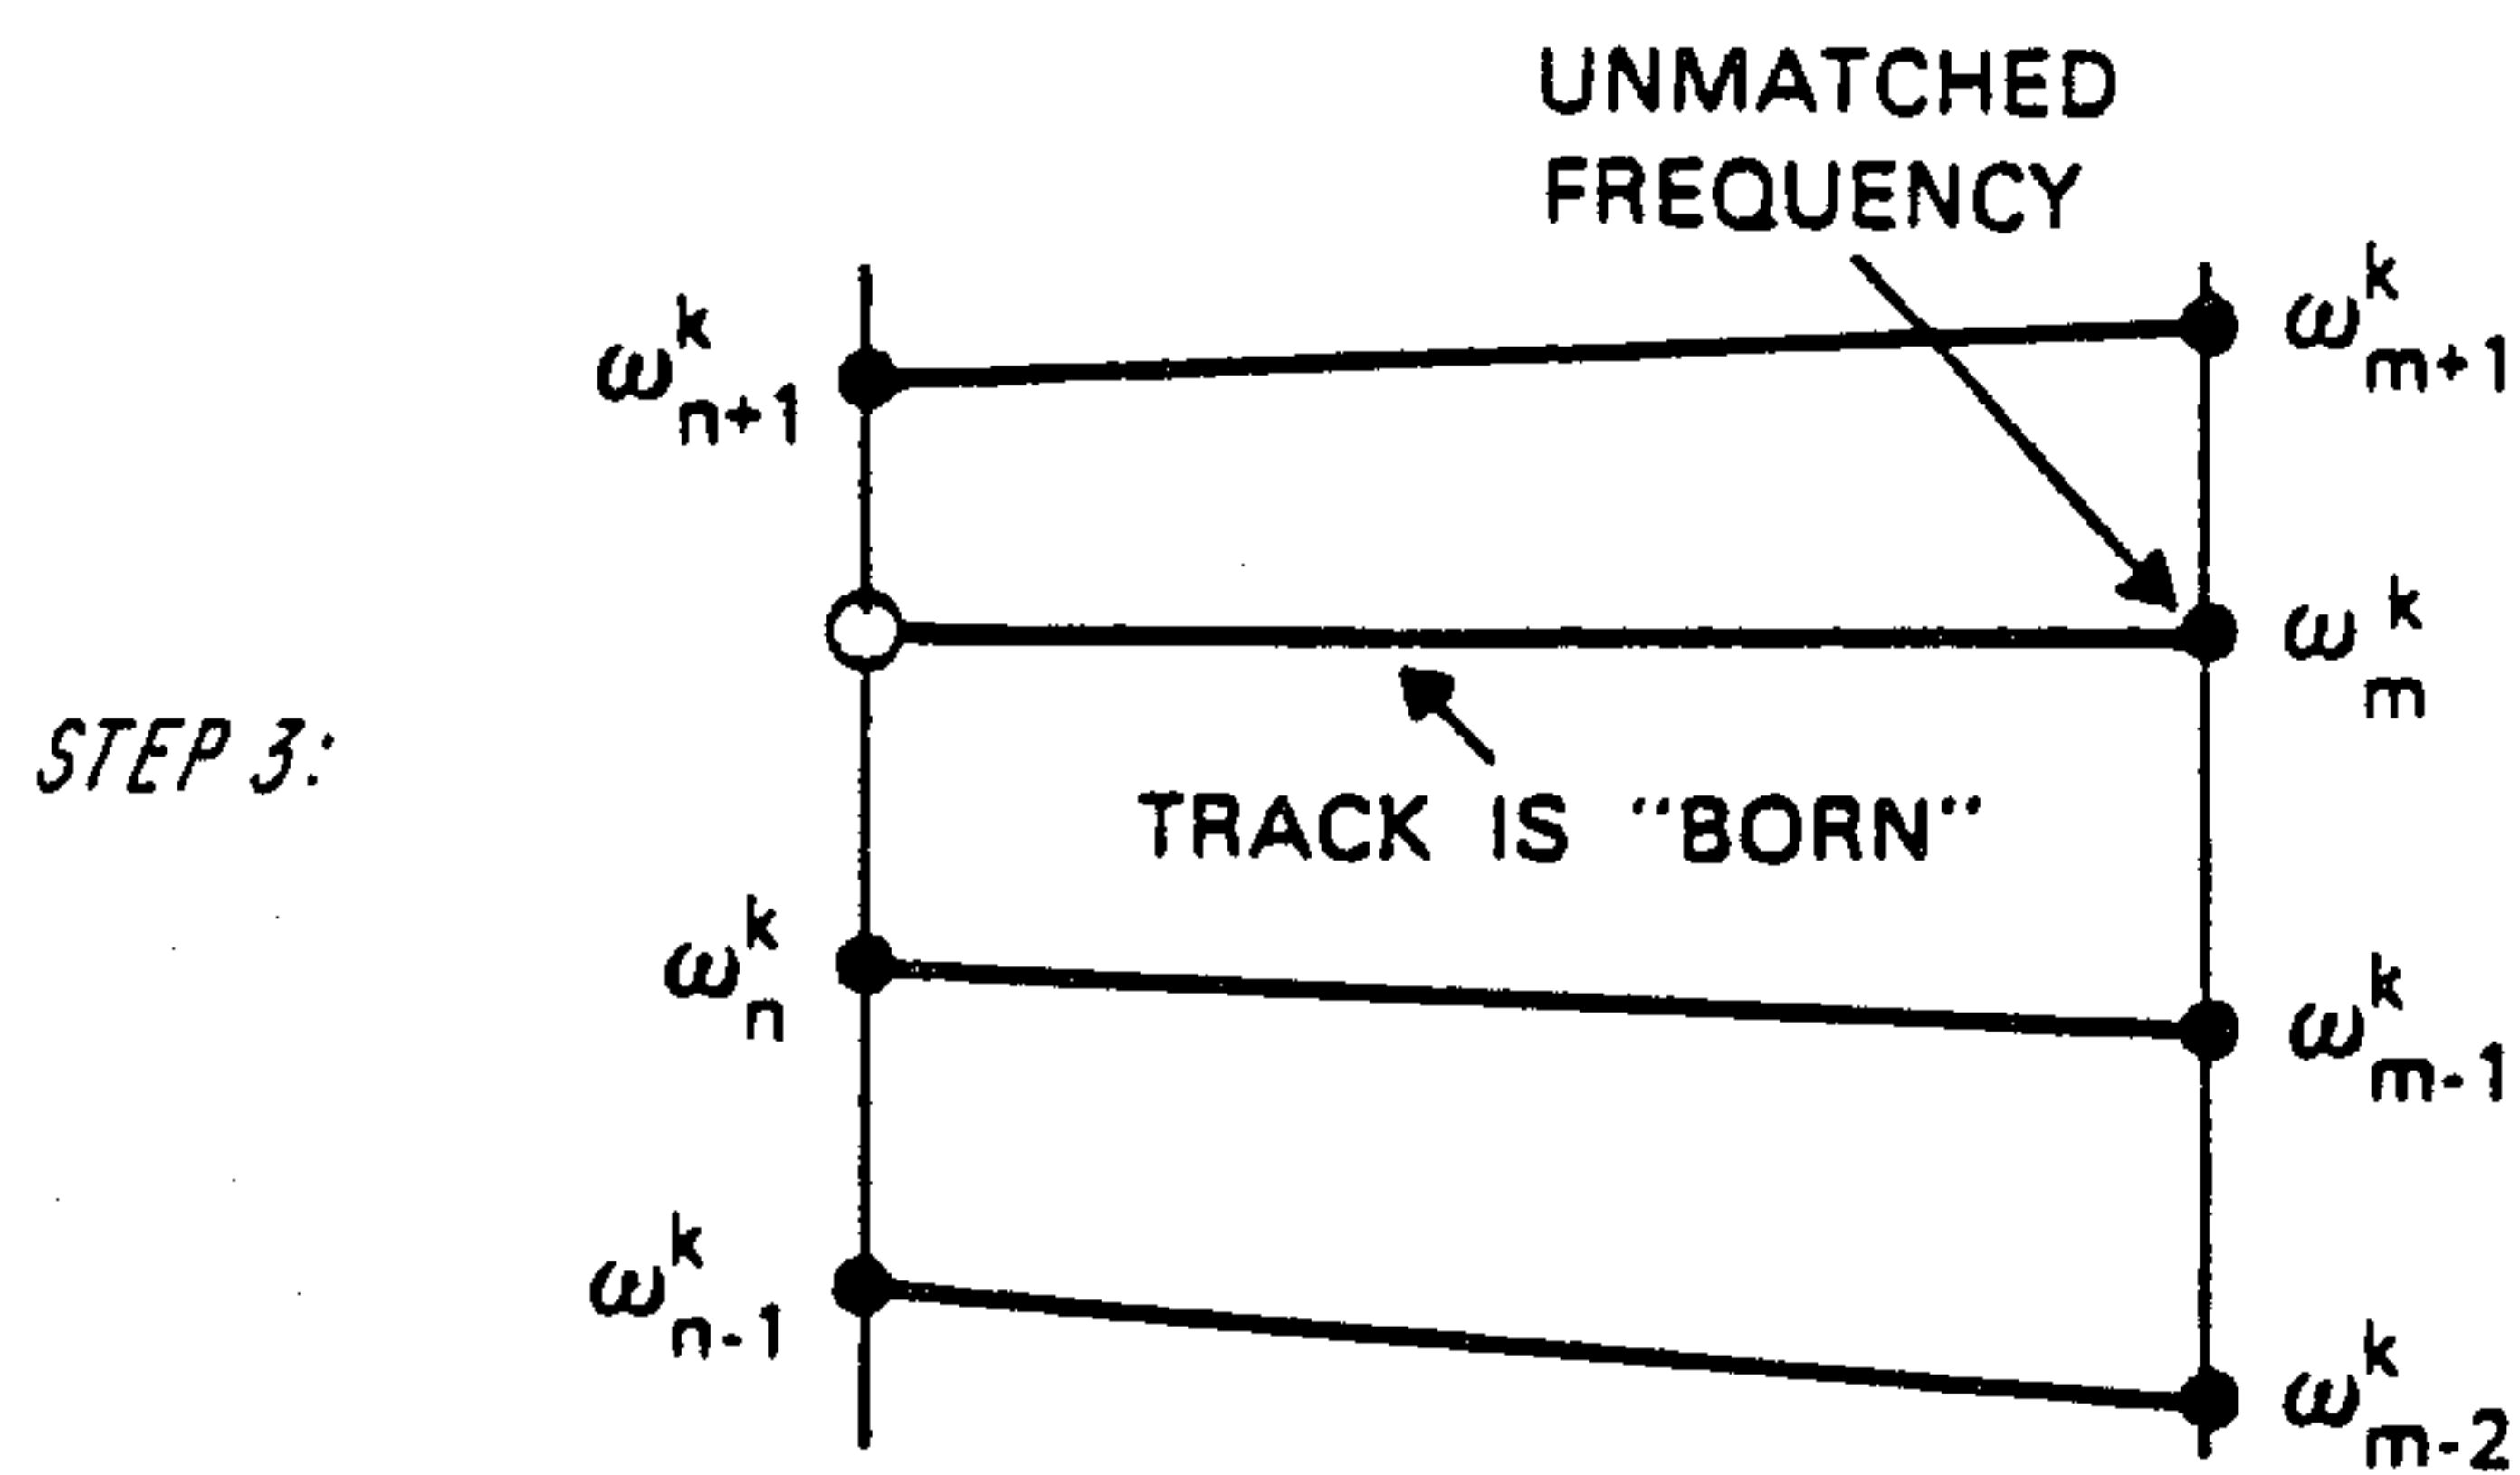 UNMATCHED
FREQUENCY
ω^k_{n+1}
ω^k_{m+1}
ω^k_m
STEP 3:
TRACK IS "BORN"
ω^k_n
ω^k_{m-1}
ω^k_{n-1}
ω^k_{m-2}